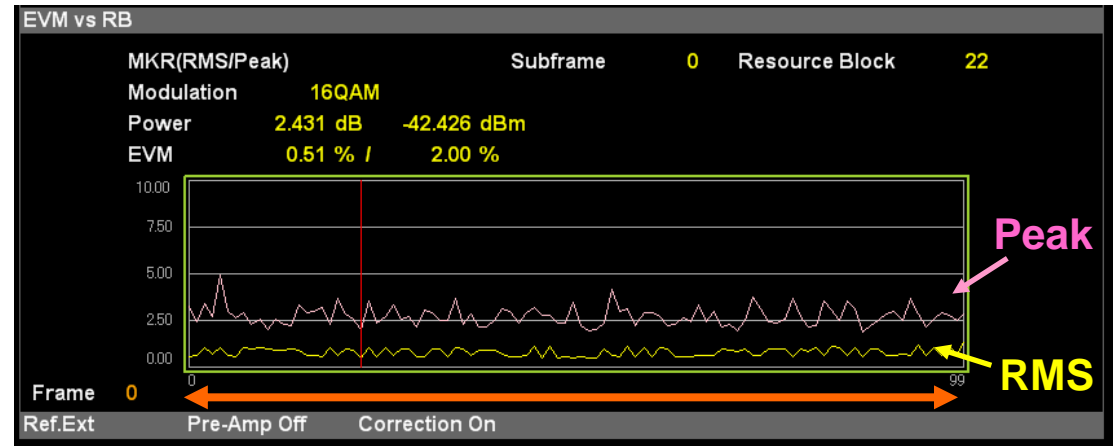 EVM vs RB
MKR(RMS/Peak) Subframe 0 Resource Block 22
Modulation 16QAM
Power 2.431 dB -42.426 dBm
EVM 0.51 % / 2.00 %
10.00
7.50
Peak
5.00
2.50
0.00
RMS
0 99
Frame 0
Ref.Ext Pre-Amp Off Correction On